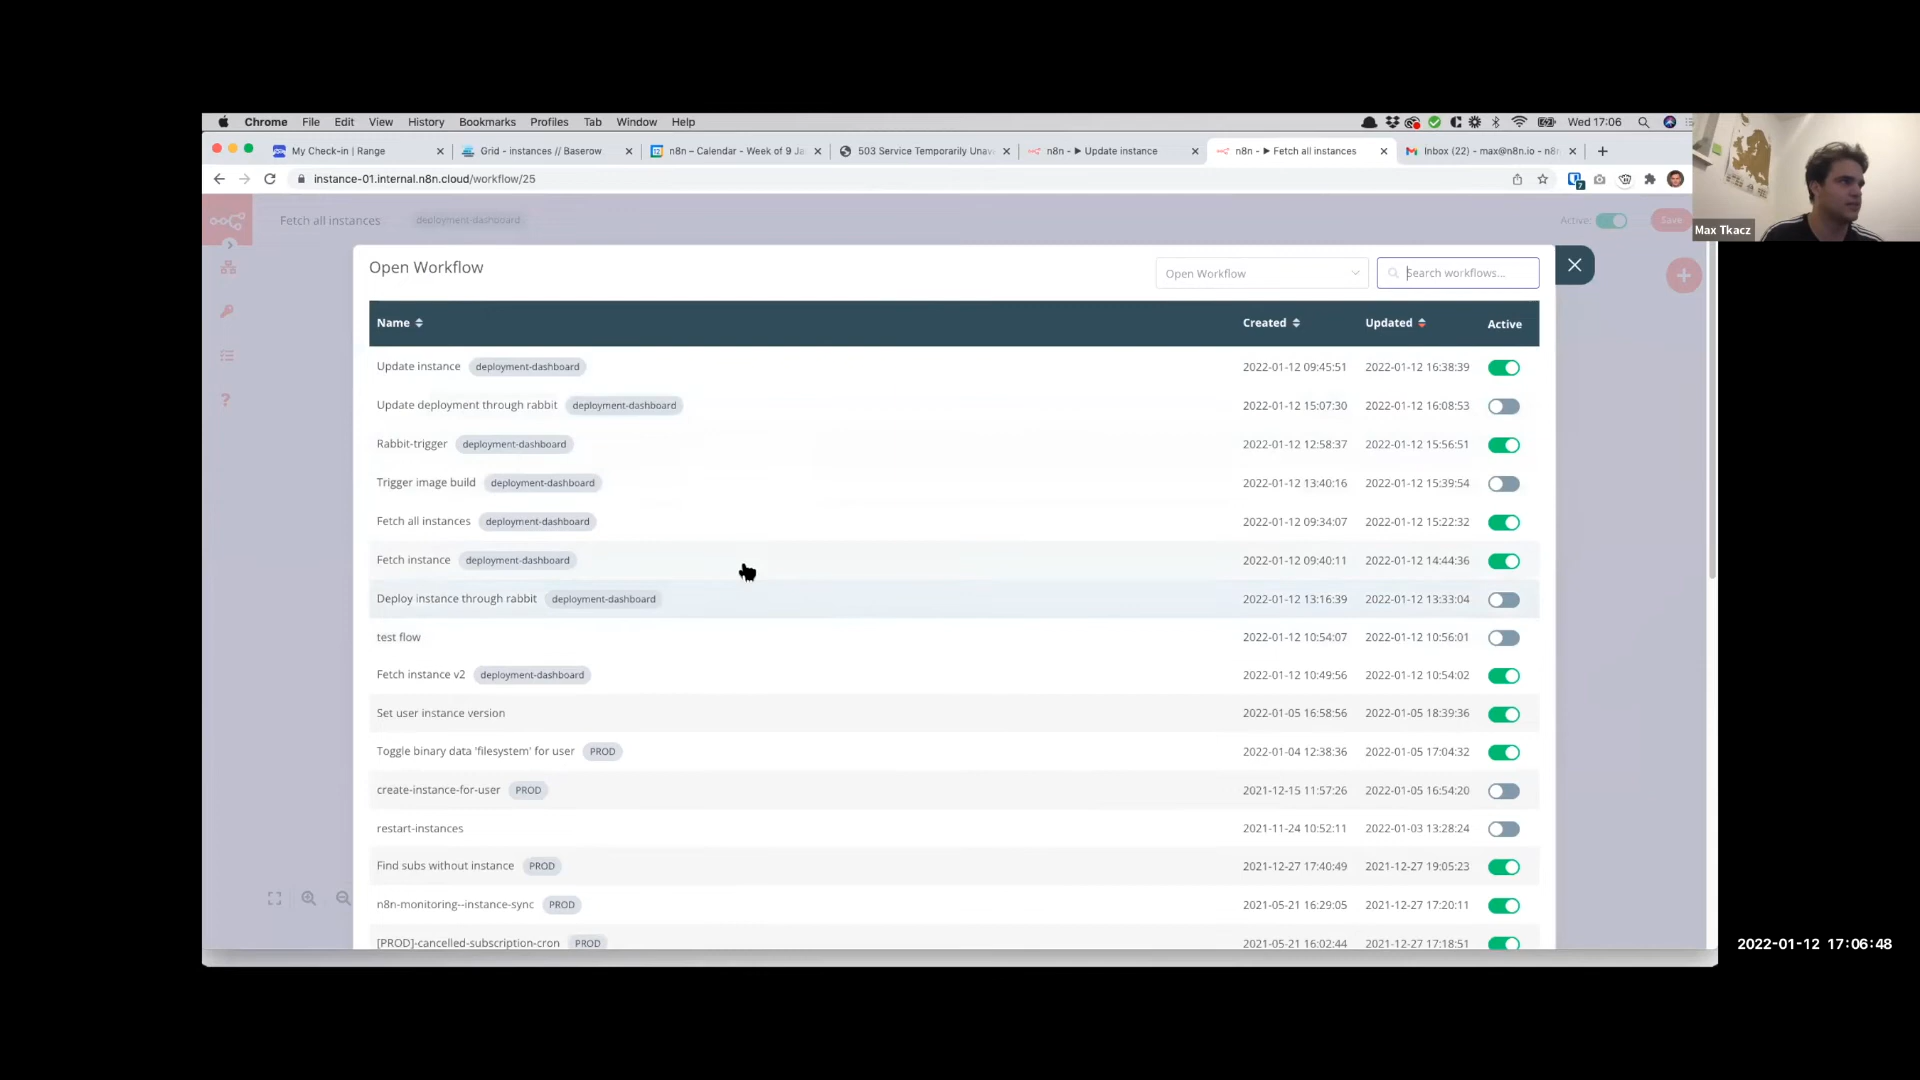 Chrome File Edit View History Bookmarks Profiles Tab Window Help Wed 17:06
My Check-in | Range Grid - instances // Baserow n8n – Calendar - Week of 9 Ja 503 Service Temporarily Unav n8n - ▶ Update instance n8n - ▶ Fetch all instances Inbox (22) - max@n8n.io - n8n
instance-01.internal.n8n.cloud/workflow/25
Fetch all instances deployment-dashboard Active: Save
Max Tkacz
Open Workflow Open Workflow Search workflows...
Name Created Updated Active
Update instance deployment-dashboard 2022-01-12 09:45:51 2022-01-12 16:38:39
Update deployment through rabbit deployment-dashboard 2022-01-12 15:07:30 2022-01-12 16:08:53
Rabbit-trigger deployment-dashboard 2022-01-12 12:58:37 2022-01-12 15:56:51
Trigger image build deployment-dashboard 2022-01-12 13:40:16 2022-01-12 15:39:54
Fetch all instances deployment-dashboard 2022-01-12 09:34:07 2022-01-12 15:22:32
Fetch instance deployment-dashboard 2022-01-12 09:40:11 2022-01-12 14:44:36
Deploy instance through rabbit deployment-dashboard 2022-01-12 13:16:39 2022-01-12 13:33:04
test flow 2022-01-12 10:54:07 2022-01-12 10:56:01
Fetch instance v2 deployment-dashboard 2022-01-12 10:49:56 2022-01-12 10:54:02
Set user instance version 2022-01-05 16:58:56 2022-01-05 18:39:36
Toggle binary data 'filesystem' for user PROD 2022-01-04 12:38:36 2022-01-05 17:04:32
create-instance-for-user PROD 2021-12-15 11:57:26 2022-01-05 16:54:20
restart-instances 2021-11-24 10:52:11 2022-01-03 13:28:24
Find subs without instance PROD 2021-12-27 17:40:49 2021-12-27 19:05:23
n8n-monitoring--instance-sync PROD 2021-05-21 16:29:05 2021-12-27 17:20:11
[PROD]-cancelled-subscription-cron PROD 2021-05-21 16:02:44 2021-12-27 17:18:51
2022-01-12 17:06:48